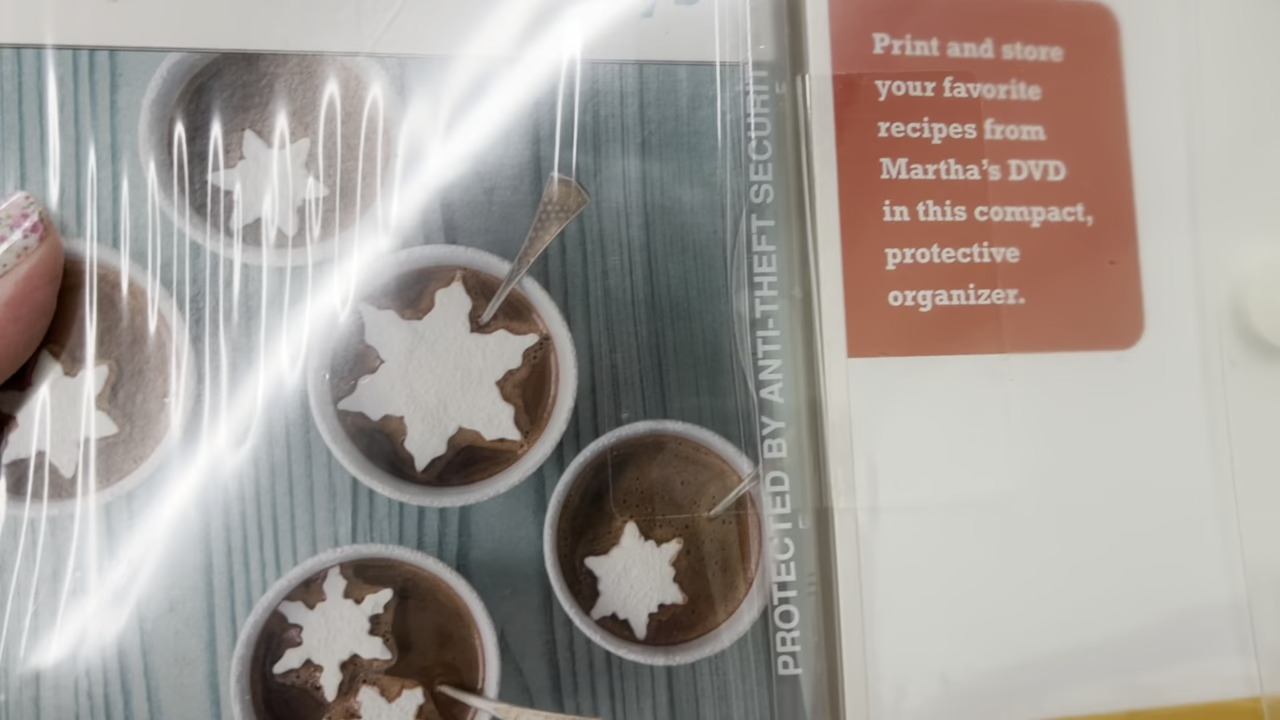 Print and store
your favorite
recipes from
Martha's DVD
in this compact,
protective
organizer.
PROTECTED BY ANTI-THEFT SECURIT